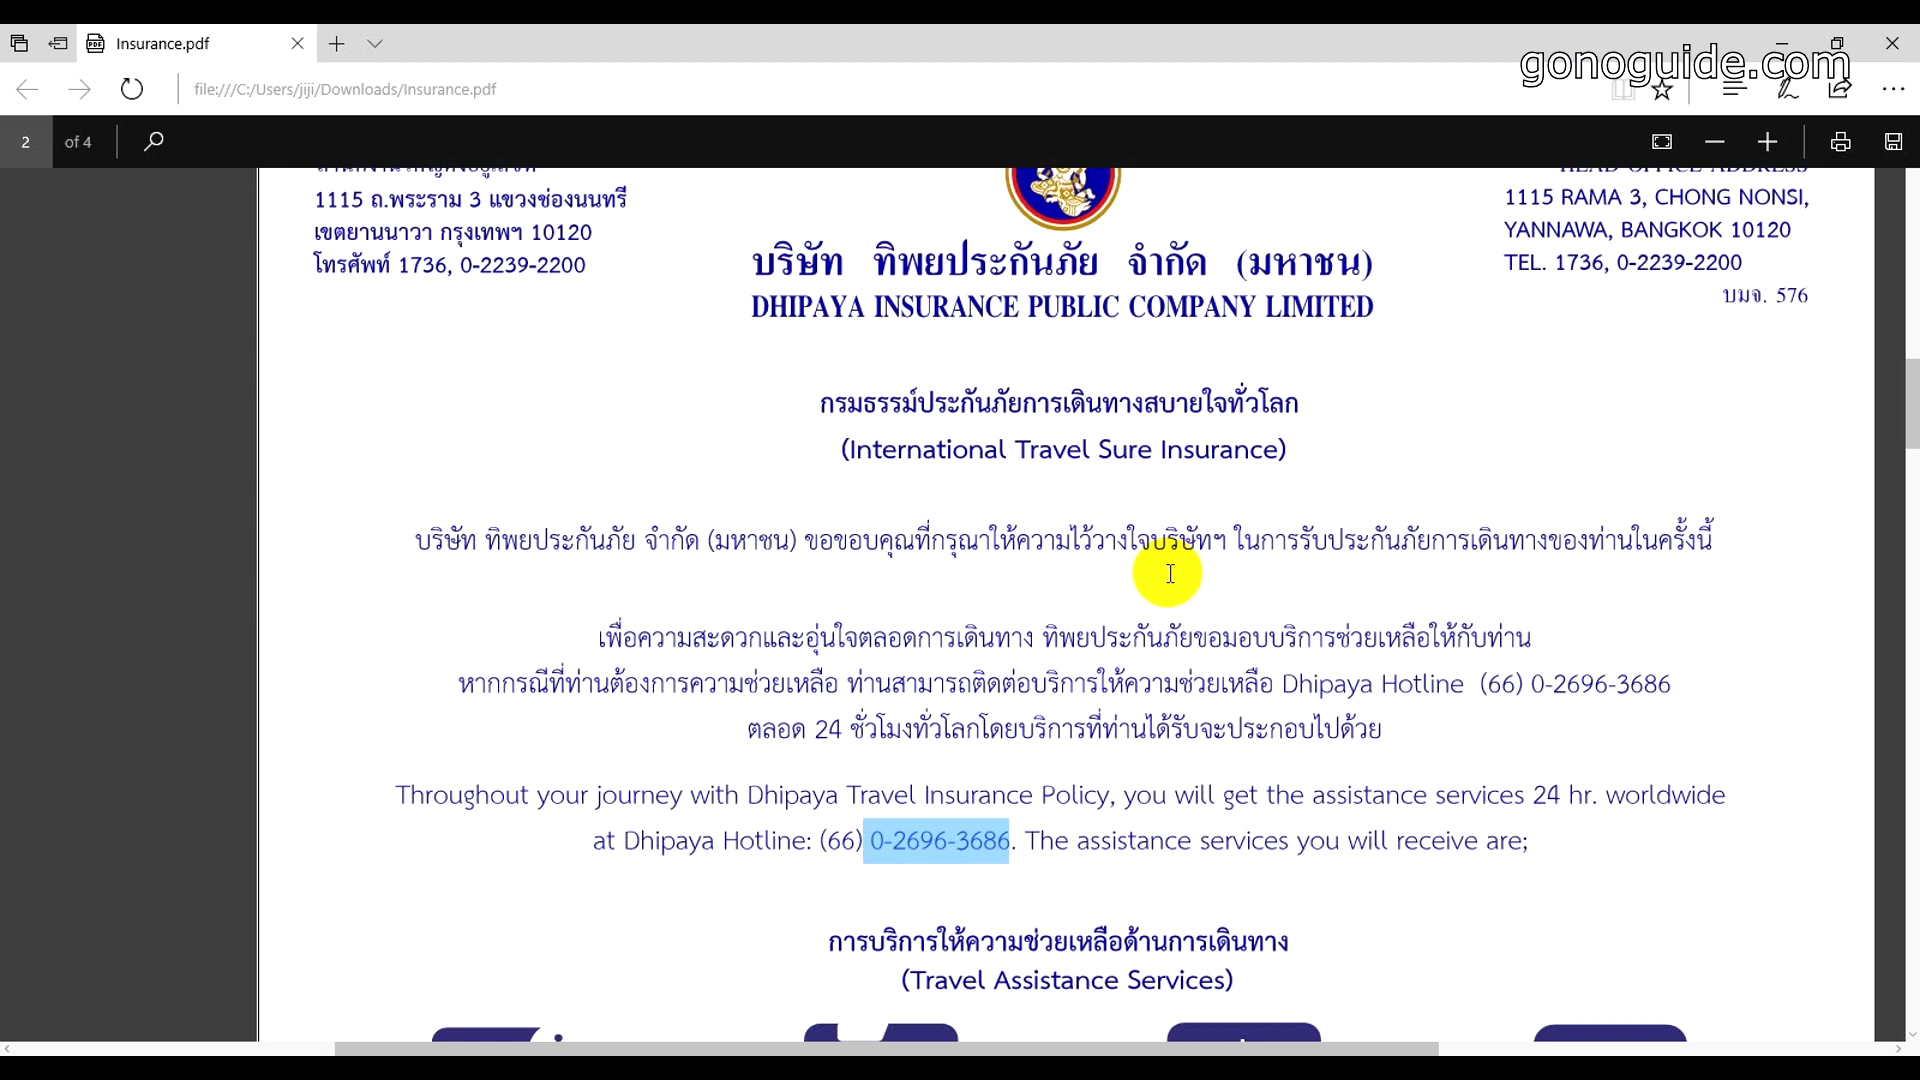 Insurance.pdf
gonoguide.com
file:///C:/Users/jiji/Downloads/Insurance.pdf
2 of 4
HEAD OFFICE ADDRESS
1115 ถ.พระราม 3 แขวงช่องนนทรี
เขตยานนาวา กรุงเทพฯ 10120
โทรศัพท์ 1736, 0-2239-2200
1115 RAMA 3, CHONG NONSI,
YANNAWA, BANGKOK 10120
TEL. 1736, 0-2239-2200
บมจ. 576
บริษัท ทิพยประกันภัย จำกัด (มหาชน)
DHIPAYA INSURANCE PUBLIC COMPANY LIMITED
กรมธรรม์ประกันภัยการเดินทางสบายใจทั่วโลก
(International Travel Sure Insurance)
บริษัท ทิพยประกันภัย จำกัด (มหาชน) ขอขอบคุณที่กรุณาให้ความไว้วางใจบริษัทฯ ในการรับประกันภัยการเดินทางของท่านในครั้งนี้
เพื่อความสะดวกและอุ่นใจตลอดการเดินทาง ทิพยประกันภัยขอมอบบริการช่วยเหลือให้กับท่าน
หากกรณีที่ท่านต้องการความช่วยเหลือ ท่านสามารถติดต่อบริการให้ความช่วยเหลือ Dhipaya Hotline (66) 0-2696-3686
ตลอด 24 ชั่วโมงทั่วโลกโดยบริการที่ท่านได้รับจะประกอบไปด้วย
Throughout your journey with Dhipaya Travel Insurance Policy, you will get the assistance services 24 hr. worldwide
at Dhipaya Hotline: (66) 0-2696-3686. The assistance services you will receive are;
การบริการให้ความช่วยเหลือด้านการเดินทาง
(Travel Assistance Services)